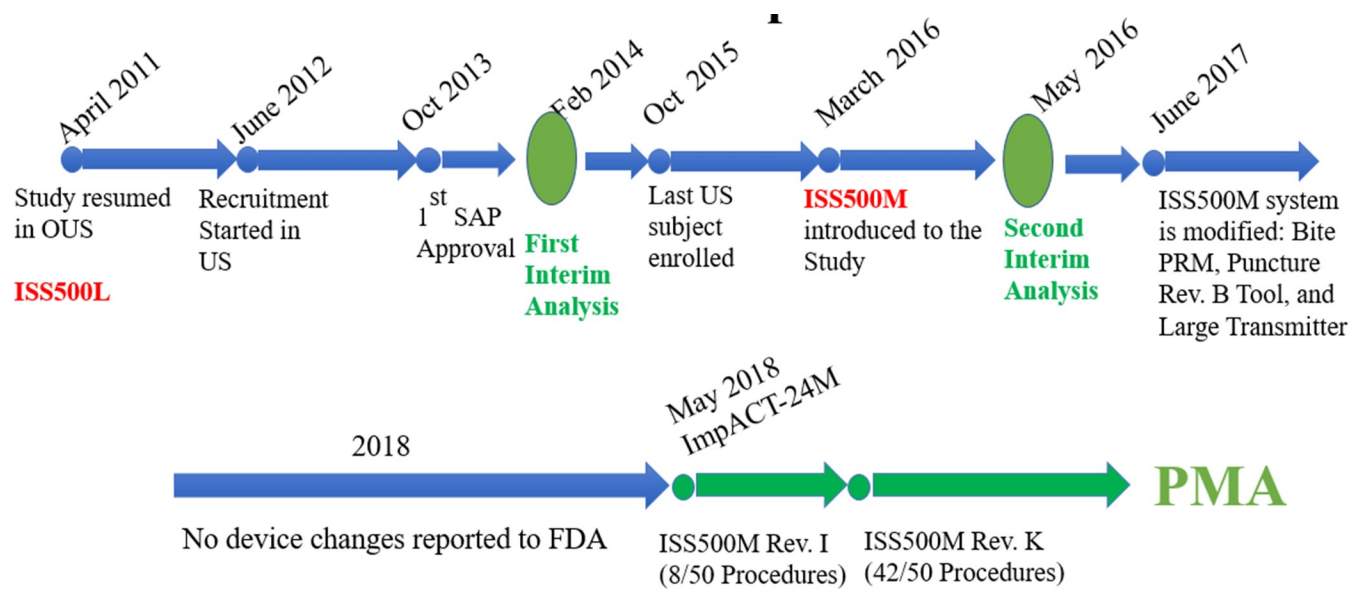 April 2011
June 2012
Oct 2013
Feb 2014
Oct 2015
March 2016
May 2016
June 2017
Study resumed
in OUS
ISS500L
Recruitment
Started in
US
1st SAP
Approval
First
Interim
Analysis
Last US
subject
enrolled
ISS500M
introduced to the
Study
Second
Interim
Analysis
ISS500M system
is modified: Bite
PRM, Puncture
Rev. B Tool, and
Large Transmitter
2018
No device changes reported to FDA
May 2018
ImpACT-24M
ISS500M Rev. I
(8/50 Procedures)
ISS500M Rev. K
(42/50 Procedures)
PMA